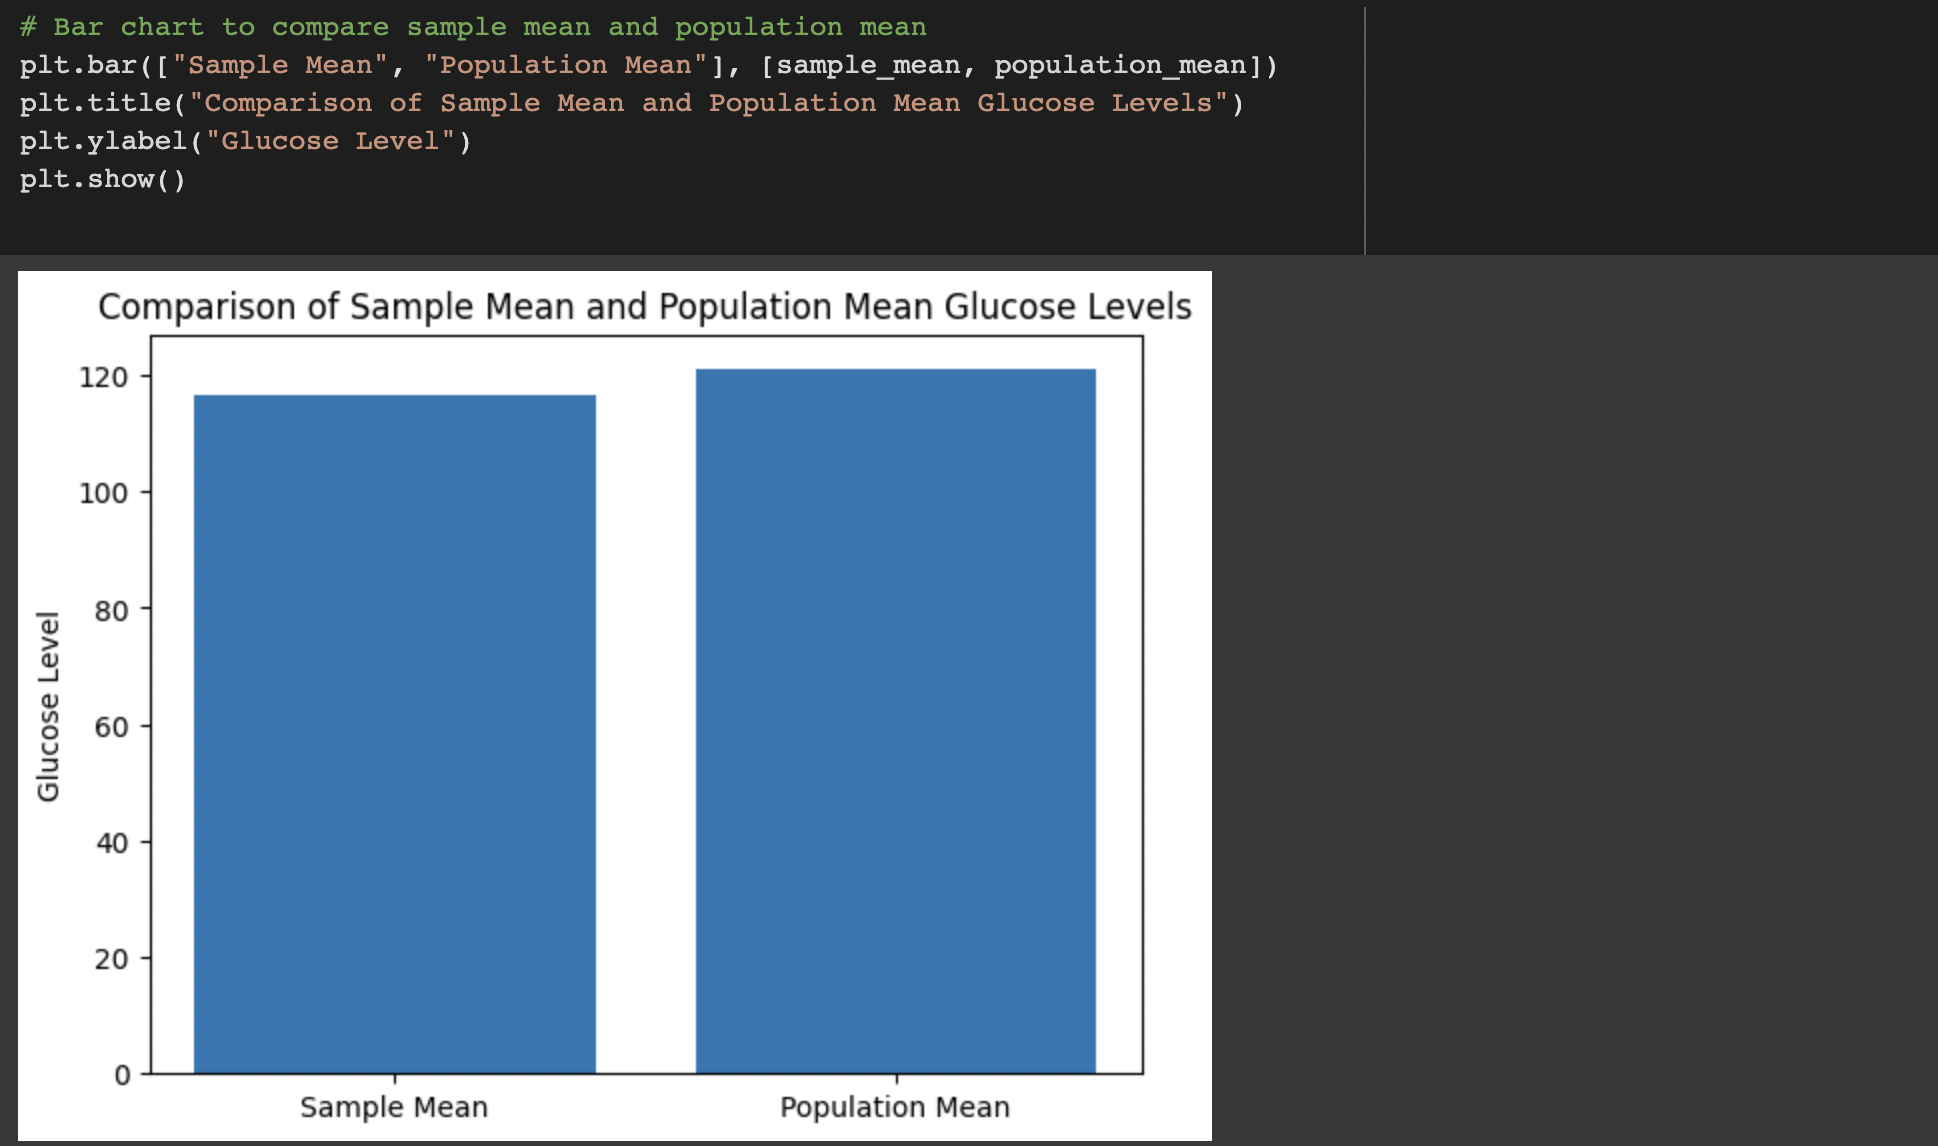 # Bar chart to compare sample mean and population mean
plt.bar(["Sample Mean", "Population Mean"], [sample_mean, population_mean])
plt.title("Comparison of Sample Mean and Population Mean Glucose Levels")
plt.ylabel("Glucose Level")
plt.show()
Comparison of Sample Mean and Population Mean Glucose Levels
120
100
80
60
40
20
0
Glucose Level
Sample Mean
Population Mean